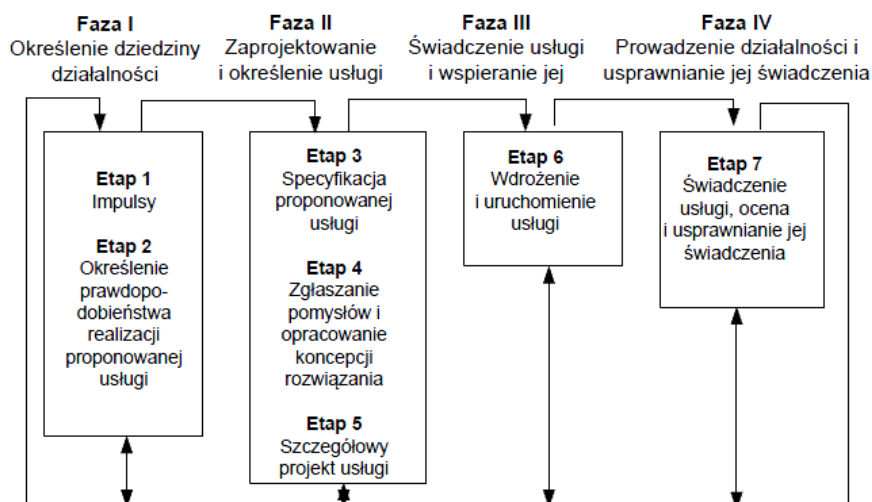 Faza I
Określenie dziedziny
działalności
Faza II
Zaprojektowanie
i określenie usługi
Faza III
Świadczenie usługi
i wspieranie jej
Faza IV
Prowadzenie działalności i
usprawnianie jej świadczenia
Etap 1
Impulsy
Etap 2
Określenie
prawdopo-
dobieństwa
realizacji
proponowanej
usługi
Etap 3
Specyfikacja
proponowanej
usługi
Etap 4
Zgłaszanie
pomysłów i
opracowanie
koncepcji
rozwiązania
Etap 5
Szczegółowy
projekt usługi
Etap 6
Wdrożenie
i uruchomienie
usługi
Etap 7
Świadczenie
usługi, ocena
i usprawnianie jej
świadczenia